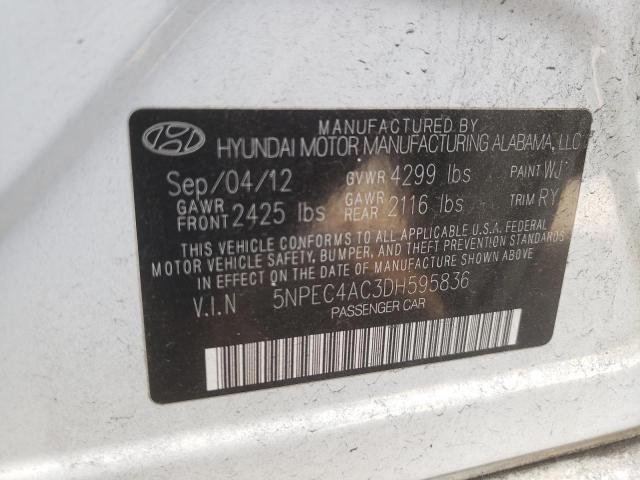 MANUFACTURED BY
HYUNDAI MOTOR MANUFACTURING ALABAMA, LLC
Sep/04/12 GVWR 4299 lbs PAINT WJ
GAWR FRONT 2425 lbs GAWR REAR 2116 lbs TRIM RY
THIS VEHICLE CONFORMS TO ALL APPLICABLE U.S.A. FEDERAL
MOTOR VEHICLE SAFETY, BUMPER, AND THEFT PREVENTION STANDARDS
IN EFFECT ON THE DATE OF MANUFACTURE SHOWN ABOVE.
V.I.N 5NPEC4AC3DH595836
PASSENGER CAR